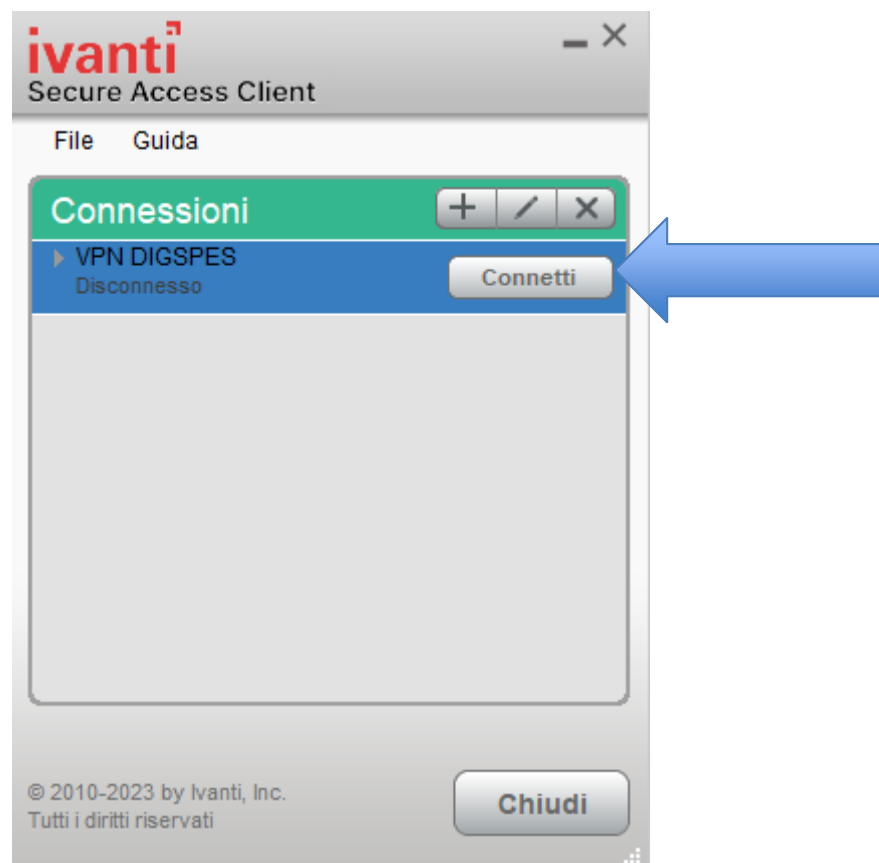 ivanti
Secure Access Client
File Guida
Connessioni
VPN DIGSPES
Disconnesso
Connetti
© 2010-2023 by Ivanti, Inc.
Tutti i diritti riservati
Chiudi